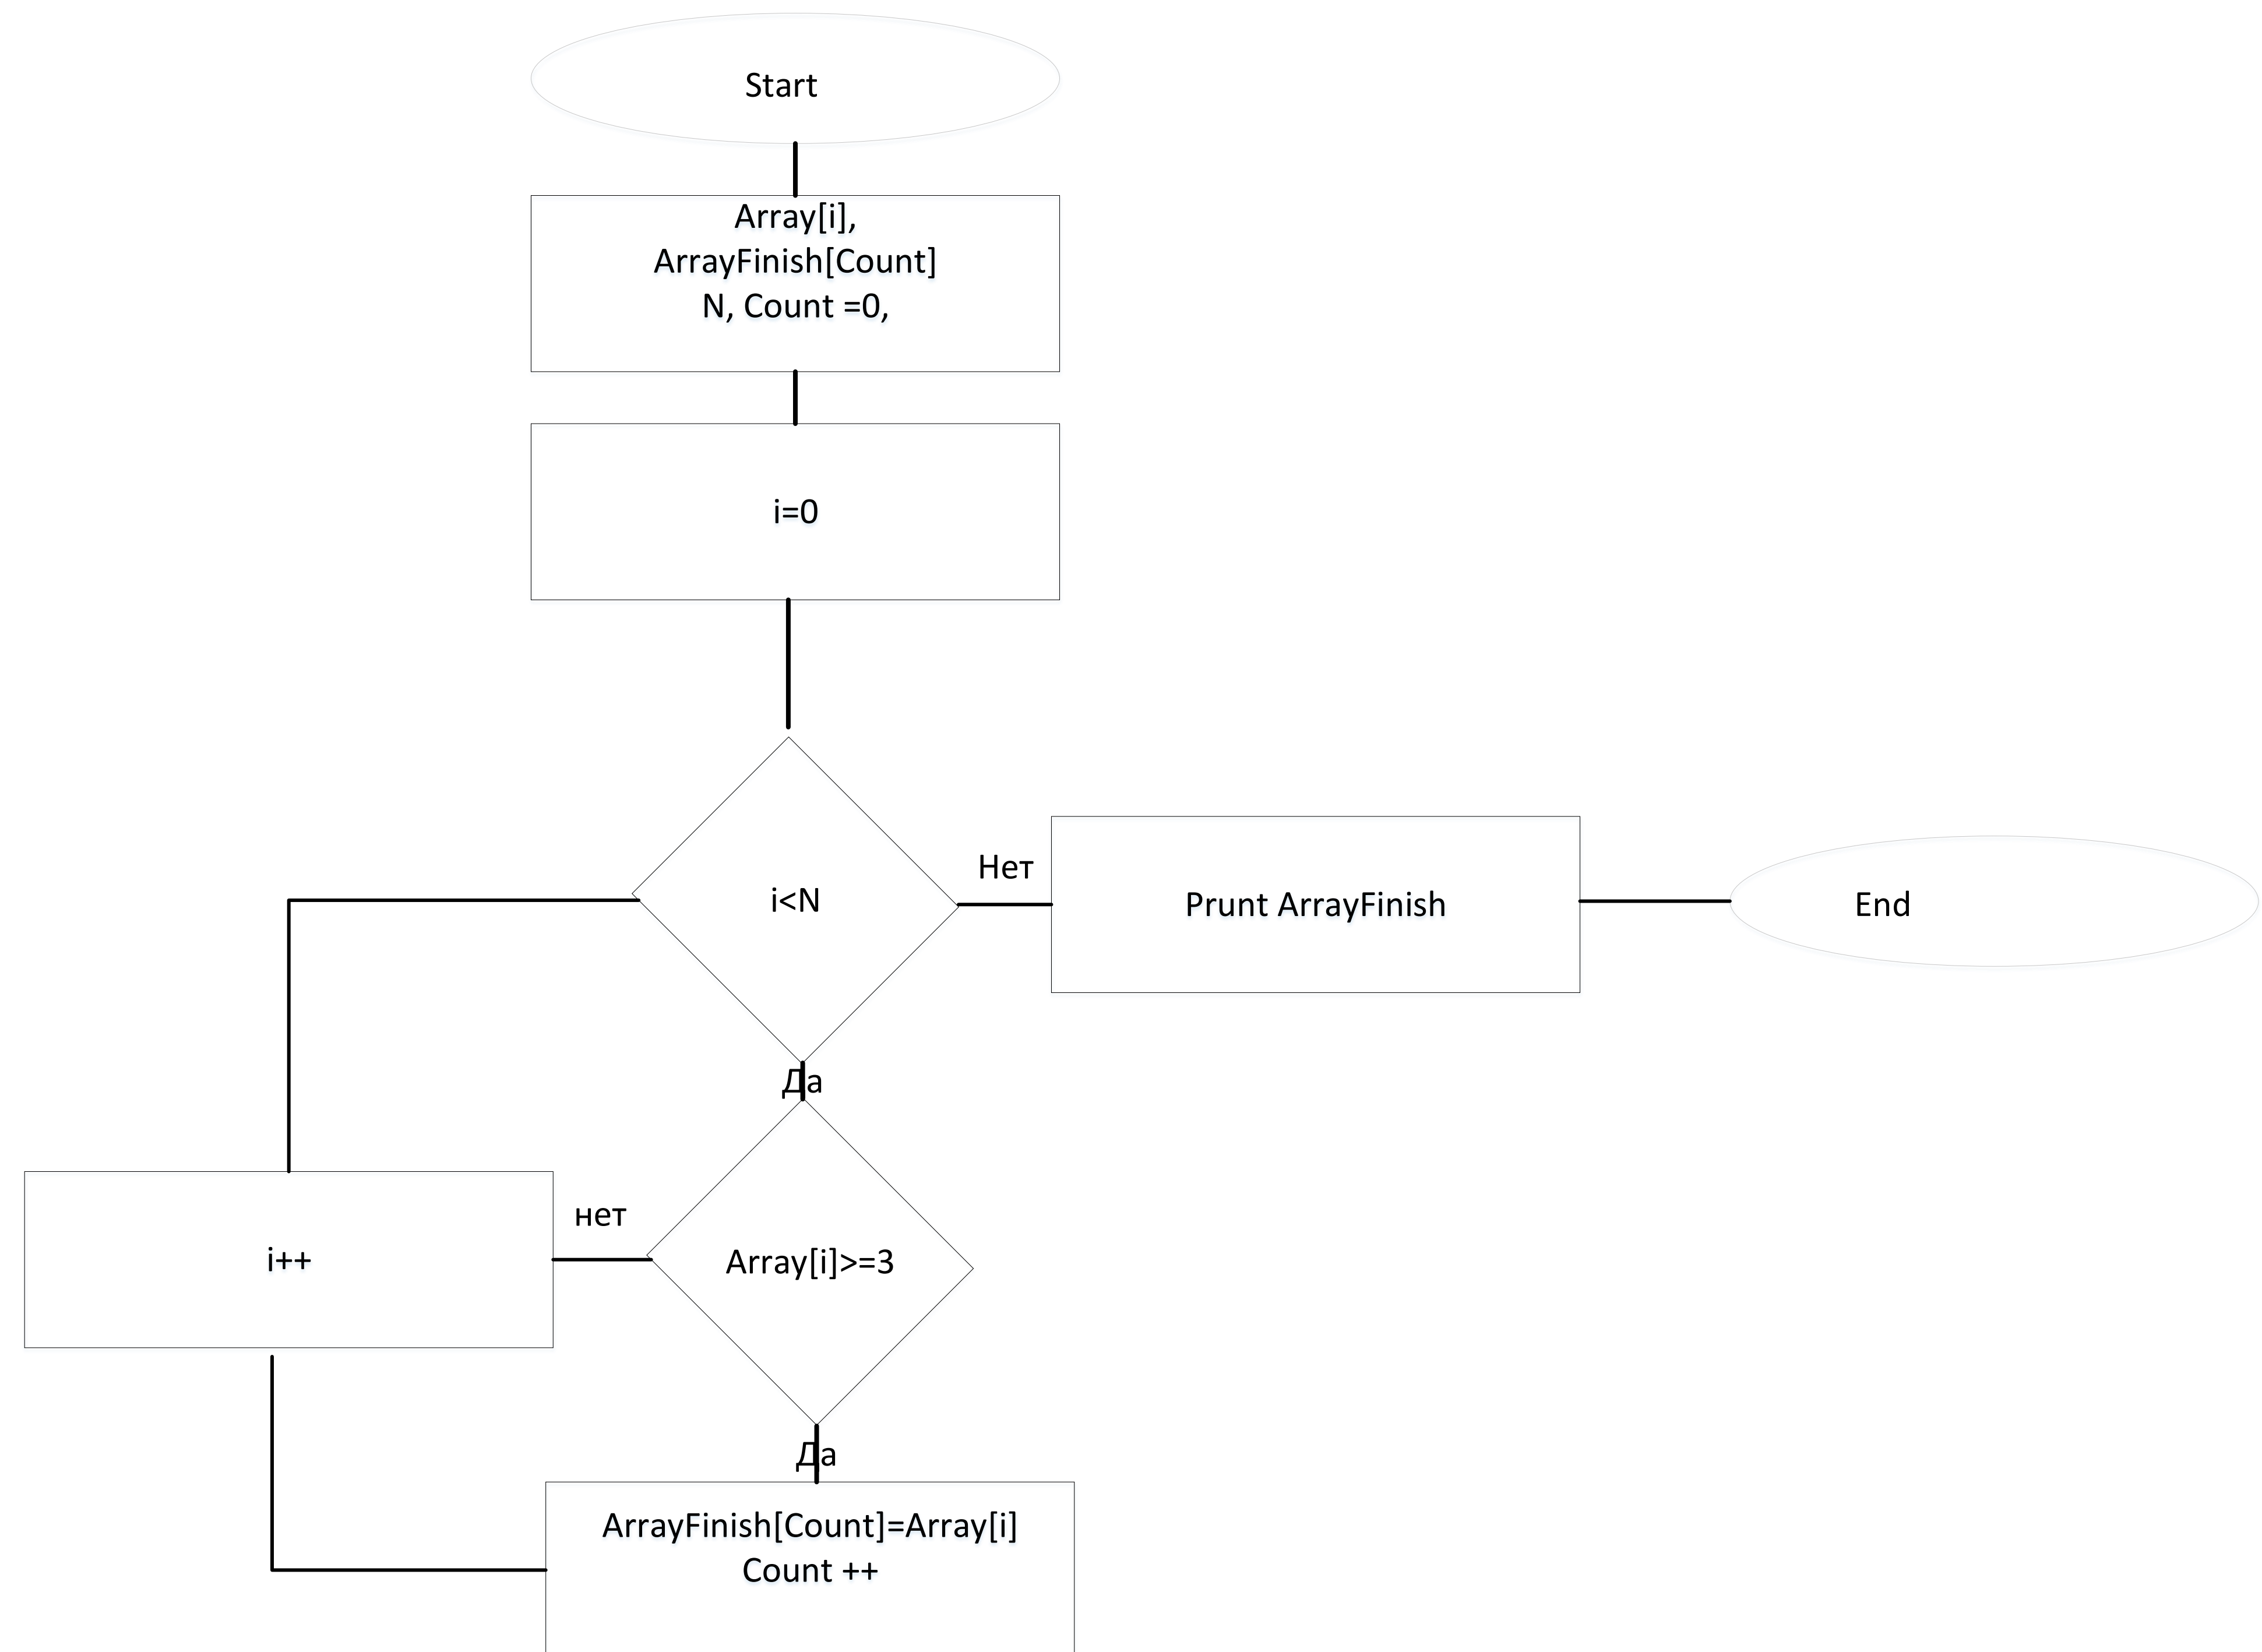 Start
Array[i],
ArrayFinish[Count]
N, Count =0,
i=0
i<N
Нет
Prunt ArrayFinish
End
Да
i++
нет
Array[i]>=3
Да
ArrayFinish[Count]=Array[i]
Count ++